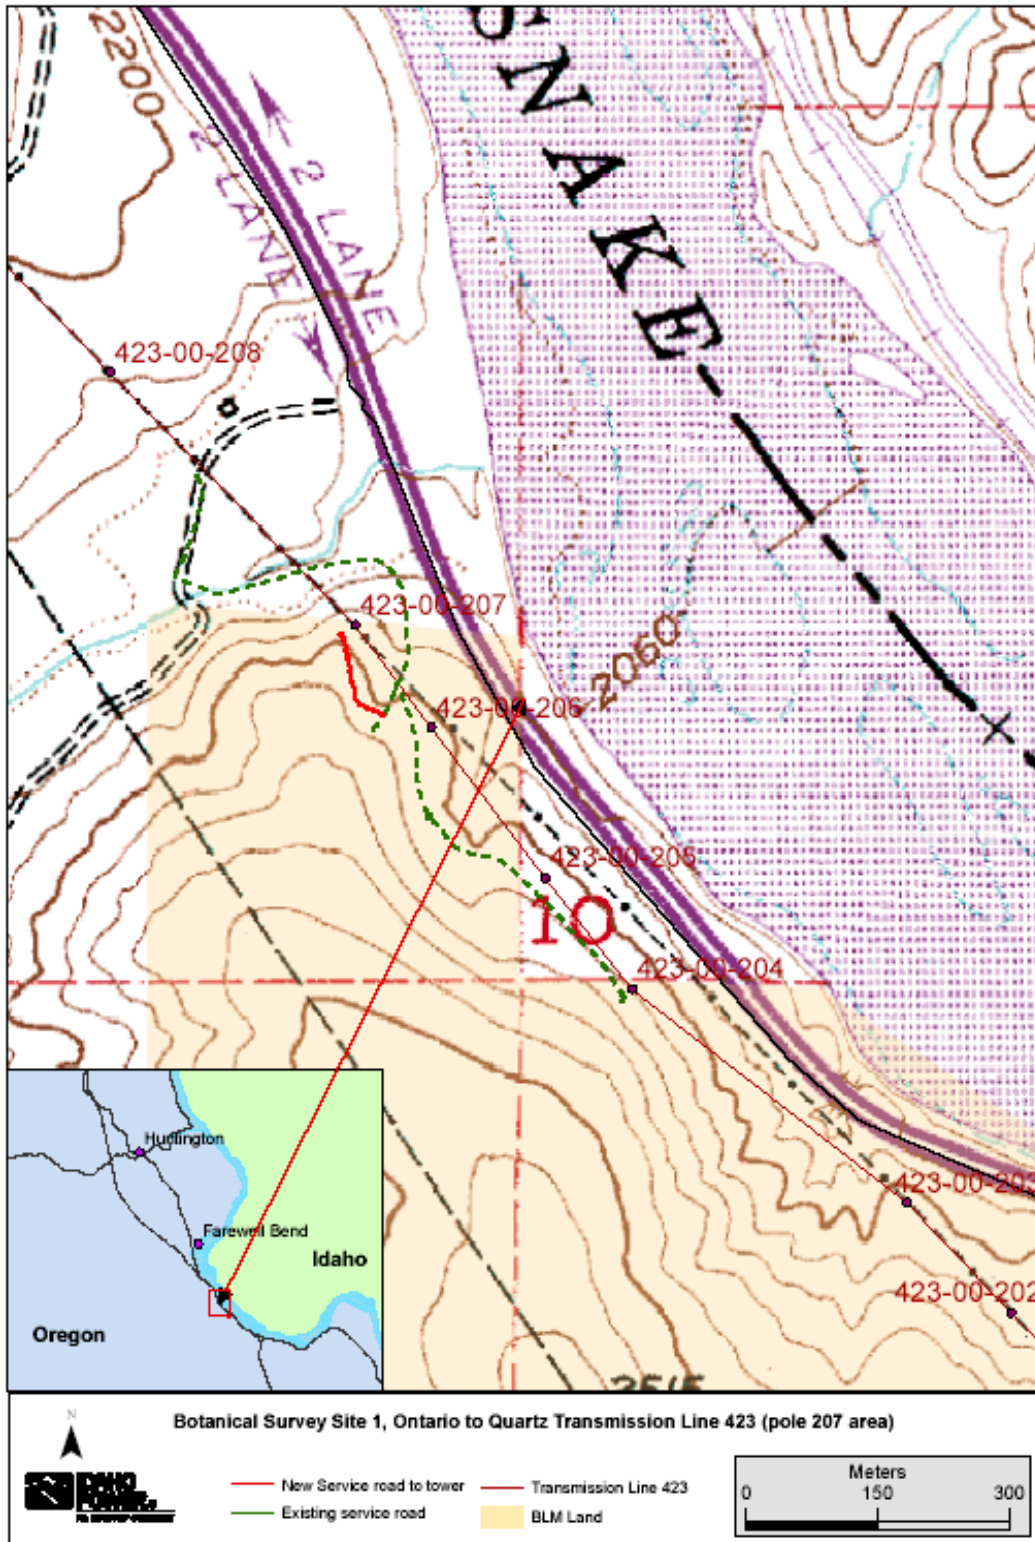 2200
SNAKE
2 LANE
2 LANE
423-00-208
423-00-207
2060
423-00-206
423-00-205
10
423-00-204
423-00-203
423-00-202
2515
Huntington
Farewell Bend
Idaho
Oregon
Botanical Survey Site 1, Ontario to Quartz Transmission Line 423 (pole 207 area)
N
IDAHO
POWER
New Service road to tower
Transmission Line 423
Existing service road
BLM Land
Meters
0 150 300